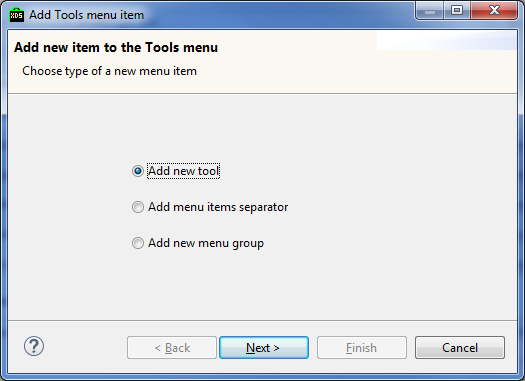 XDS Add Tools menu item
Add new item to the Tools menu
Choose type of a new menu item
Add new tool
Add menu items separator
Add new menu group
? < Back Next > Finish Cancel